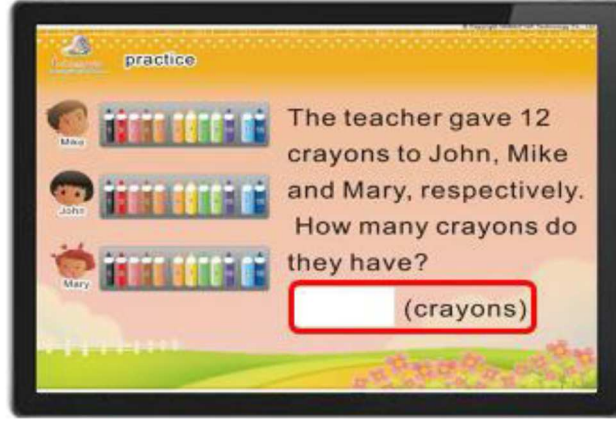 practice
Mike
John
Mary
The teacher gave 12
crayons to John, Mike
and Mary, respectively.
How many crayons do
they have?
(crayons)